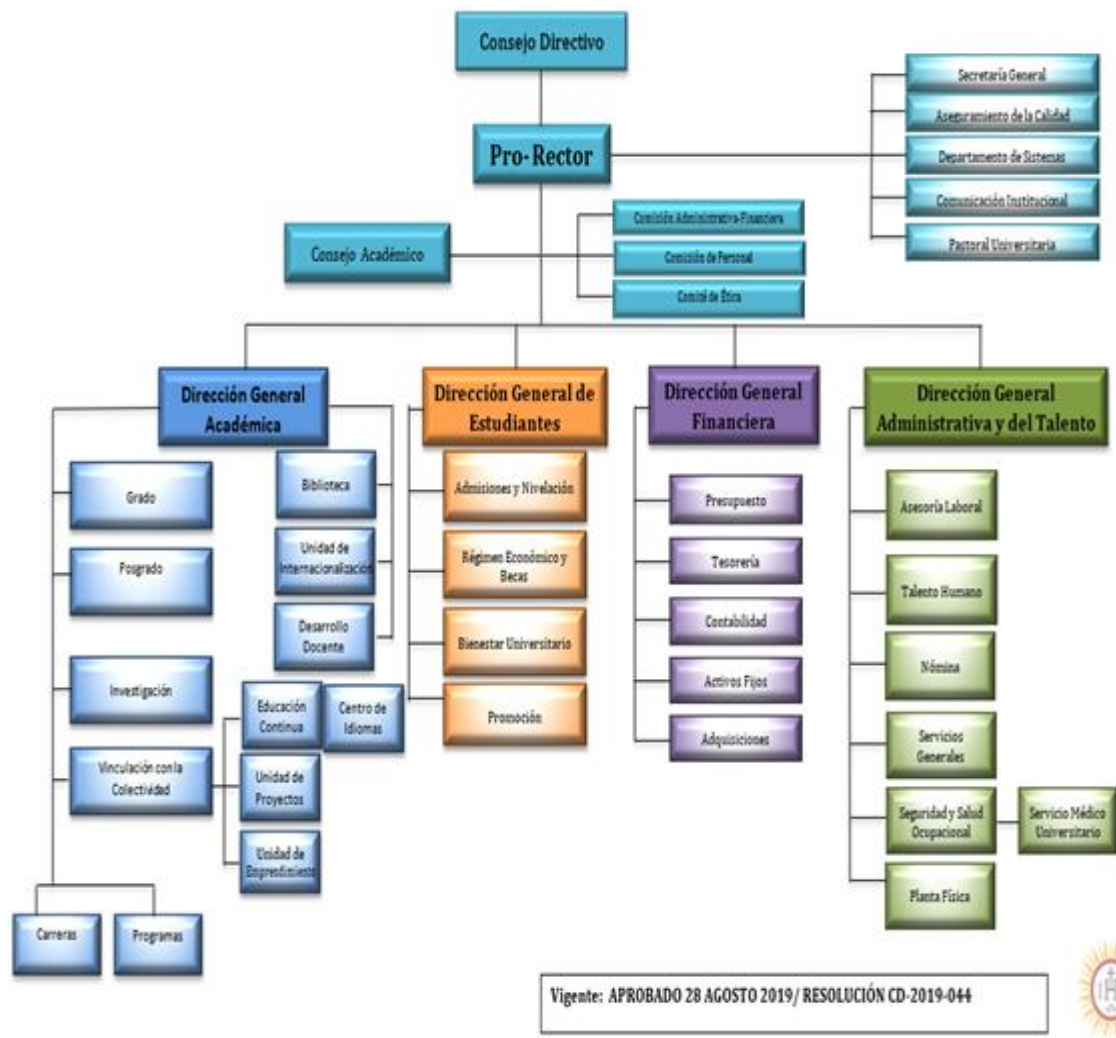 Consejo Directivo
Secretaría General
Aseguramiento de la Calidad
Pro- Rector
Departamento de Sistemas
Comunicación Institucional
Pastoral Universitaria
Consejo Académico
Comisión Administrativa-Financiera
Comisión de Personal
Comité de Ética
Dirección General
Académica
Grado
Posgrado
Investigación
Vinculación con la
Colectividad
Biblioteca
Unidad de
Internacionalización
Desarrollo
Docente
Educación
Continua
Centro de
Idiomas
Unidad de
Proyectos
Unidad de
Emprendimiento
Carreras
Programas
Dirección General de
Estudiantes
Admisiones y Nivelación
Régimen Económico y
Becas
Bienestar Universitario
Promoción
Dirección General
Financiera
Presupuesto
Tesorería
Contabilidad
Activos Fijos
Adquisiciones
Dirección General
Administrativa y del Talento
Asesoría Laboral
Talento Humano
Nómina
Servicios
Generales
Seguridad y Salud
Ocupacional
Servicio Médico
Universitario
Planta Física
Vigente: APROBADO 28 AGOSTO 2019/ RESOLUCIÓN CD-2019-044